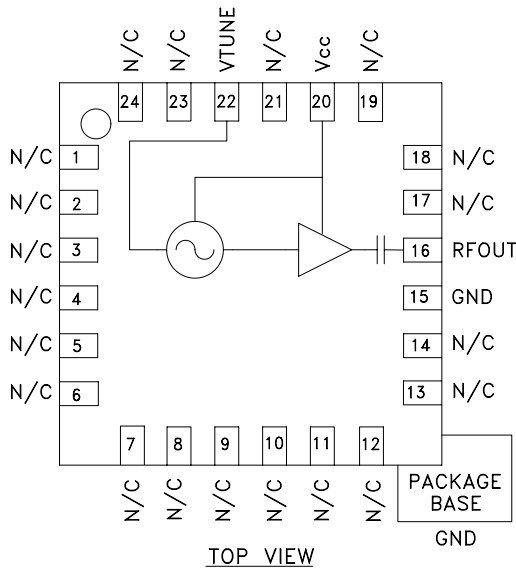 N/C N/C VTUNE N/C Vcc N/C
24 23 22 21 20 19
N/C 1 18 N/C
N/C 2 17 N/C
N/C 3 16 RFOUT
N/C 4 15 GND
N/C 5 14 N/C
N/C 6 13 N/C
7 8 9 10 11 12
N/C N/C N/C N/C N/C N/C
PACKAGE
BASE
GND
TOP VIEW